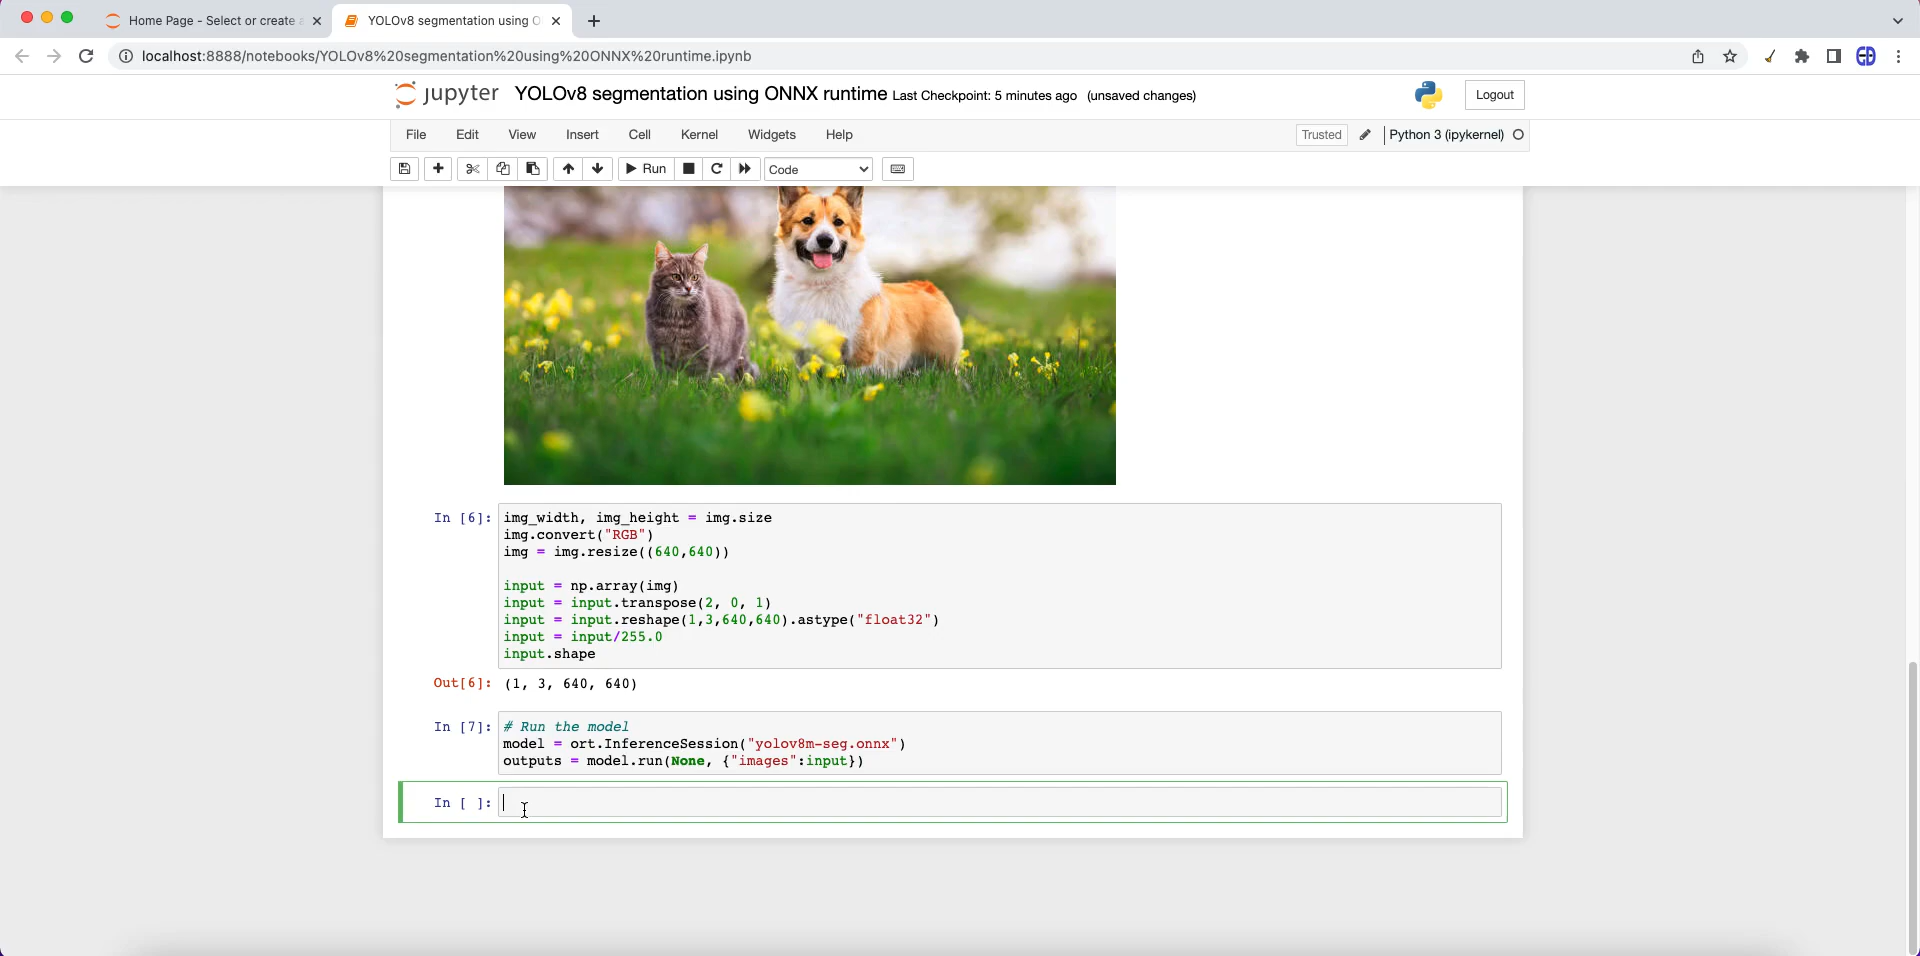 Home Page - Select or create a
YOLOv8 segmentation using O
localhost:8888/notebooks/YOLOv8%20segmentation%20using%20ONNX%20runtime.ipynb
jupyter YOLOv8 segmentation using ONNX runtime Last Checkpoint: 5 minutes ago (unsaved changes)
Logout
File Edit View Insert Cell Kernel Widgets Help
Trusted
Python 3 (ipykernel)
Run
Code
In [6]: img_width, img_height = img.size
img.convert("RGB")
img = img.resize((640,640))
input = np.array(img)
input = input.transpose(2, 0, 1)
input = input.reshape(1,3,640,640).astype("float32")
input = input/255.0
input.shape
Out[6]: (1, 3, 640, 640)
In [7]: # Run the model
model = ort.InferenceSession("yolov8m-seg.onnx")
outputs = model.run(None, {"images":input})
In [ ]: